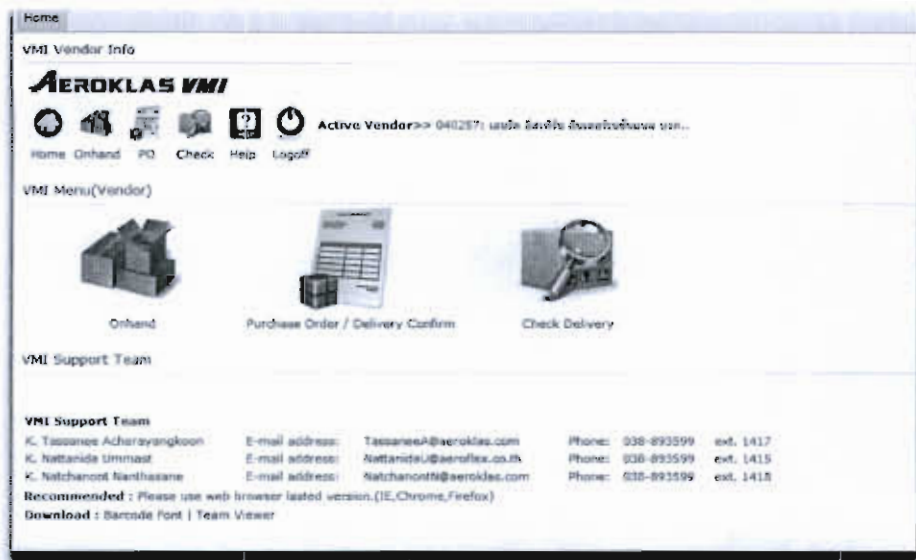 Home
VMI Vendor Info
AEROKLAS VMI
Active Vendor>> 040257:
Home Onhand PO Check Help Logoff
VMI Menu(Vendor)
Onhand Purchase Order / Delivery Confirm Check Delivery
VMI Support Team
VMI Support Team
K. Tassanee Acharayangkoon E-mail address: TassaneeA@aeroklas.com Phone: 038-893599 ext. 1417
K. Nattanida Ummast E-mail address: NattanidaU@aeroflex.co.th Phone: 038-893599 ext. 1415
K. Natchanont Nanthasane E-mail address: NatchanontN@aeroklas.com Phone: 038-893599 ext. 1418
Recommended : Please use web browser lasted version.(IE,Chrome,Firefox)
Download : Barcode Font | Team Viewer